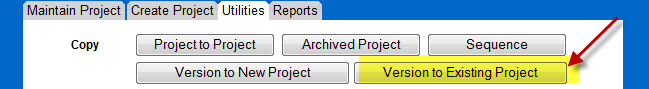 Maintain Project Create Project Utilities Reports
Copy Project to Project Archived Project Sequence
Version to New Project Version to Existing Project